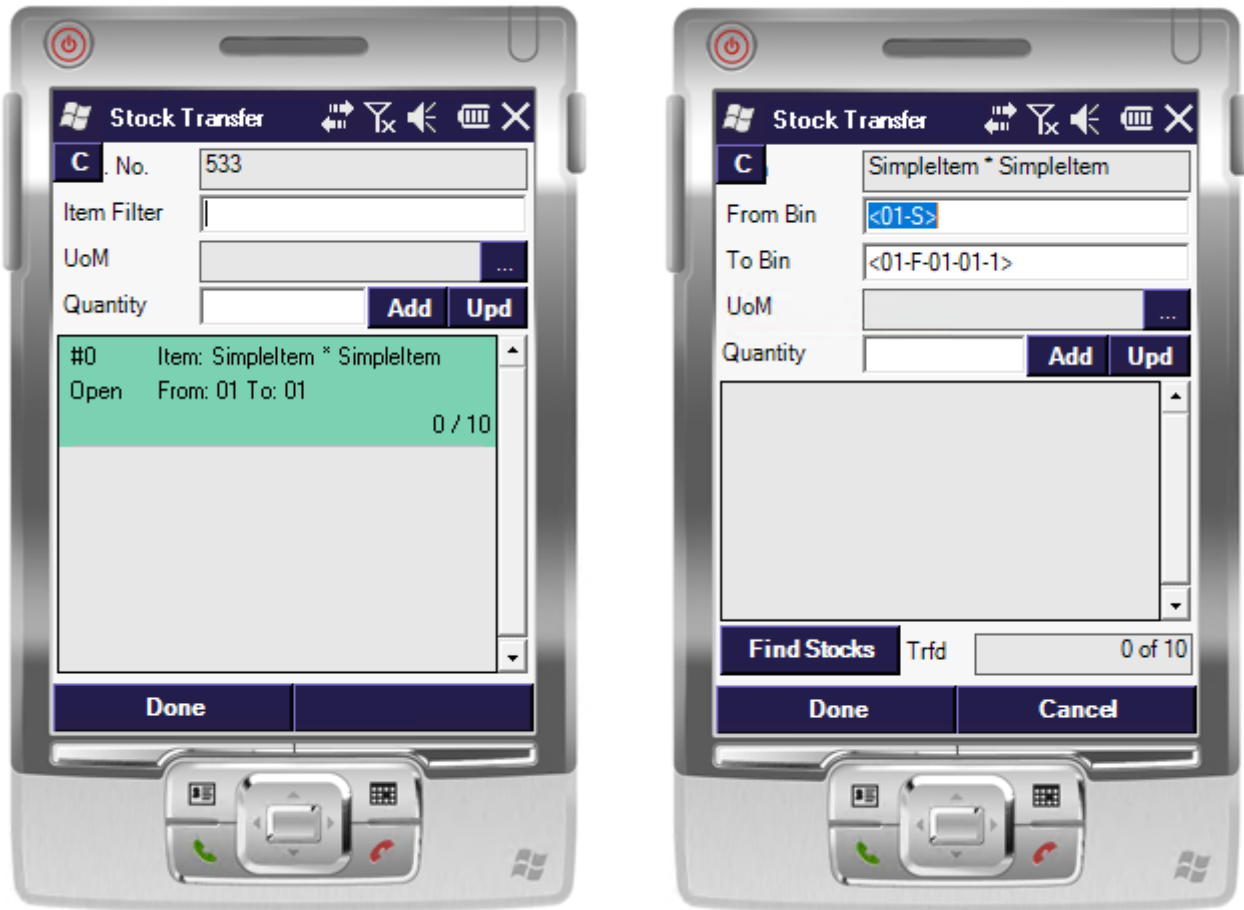 Stock Transfer
C . No. 533
Item Filter
UoM ...
Quantity Add Upd
#0 Item: SimpleItem * SimpleItem
Open From: 01 To: 01
0 / 10
Done
Stock Transfer
C SimpleItem * SimpleItem
From Bin <01-S>
To Bin <01-F-01-01-1>
UoM ...
Quantity Add Upd
Find Stocks Trfd 0 of 10
Done Cancel